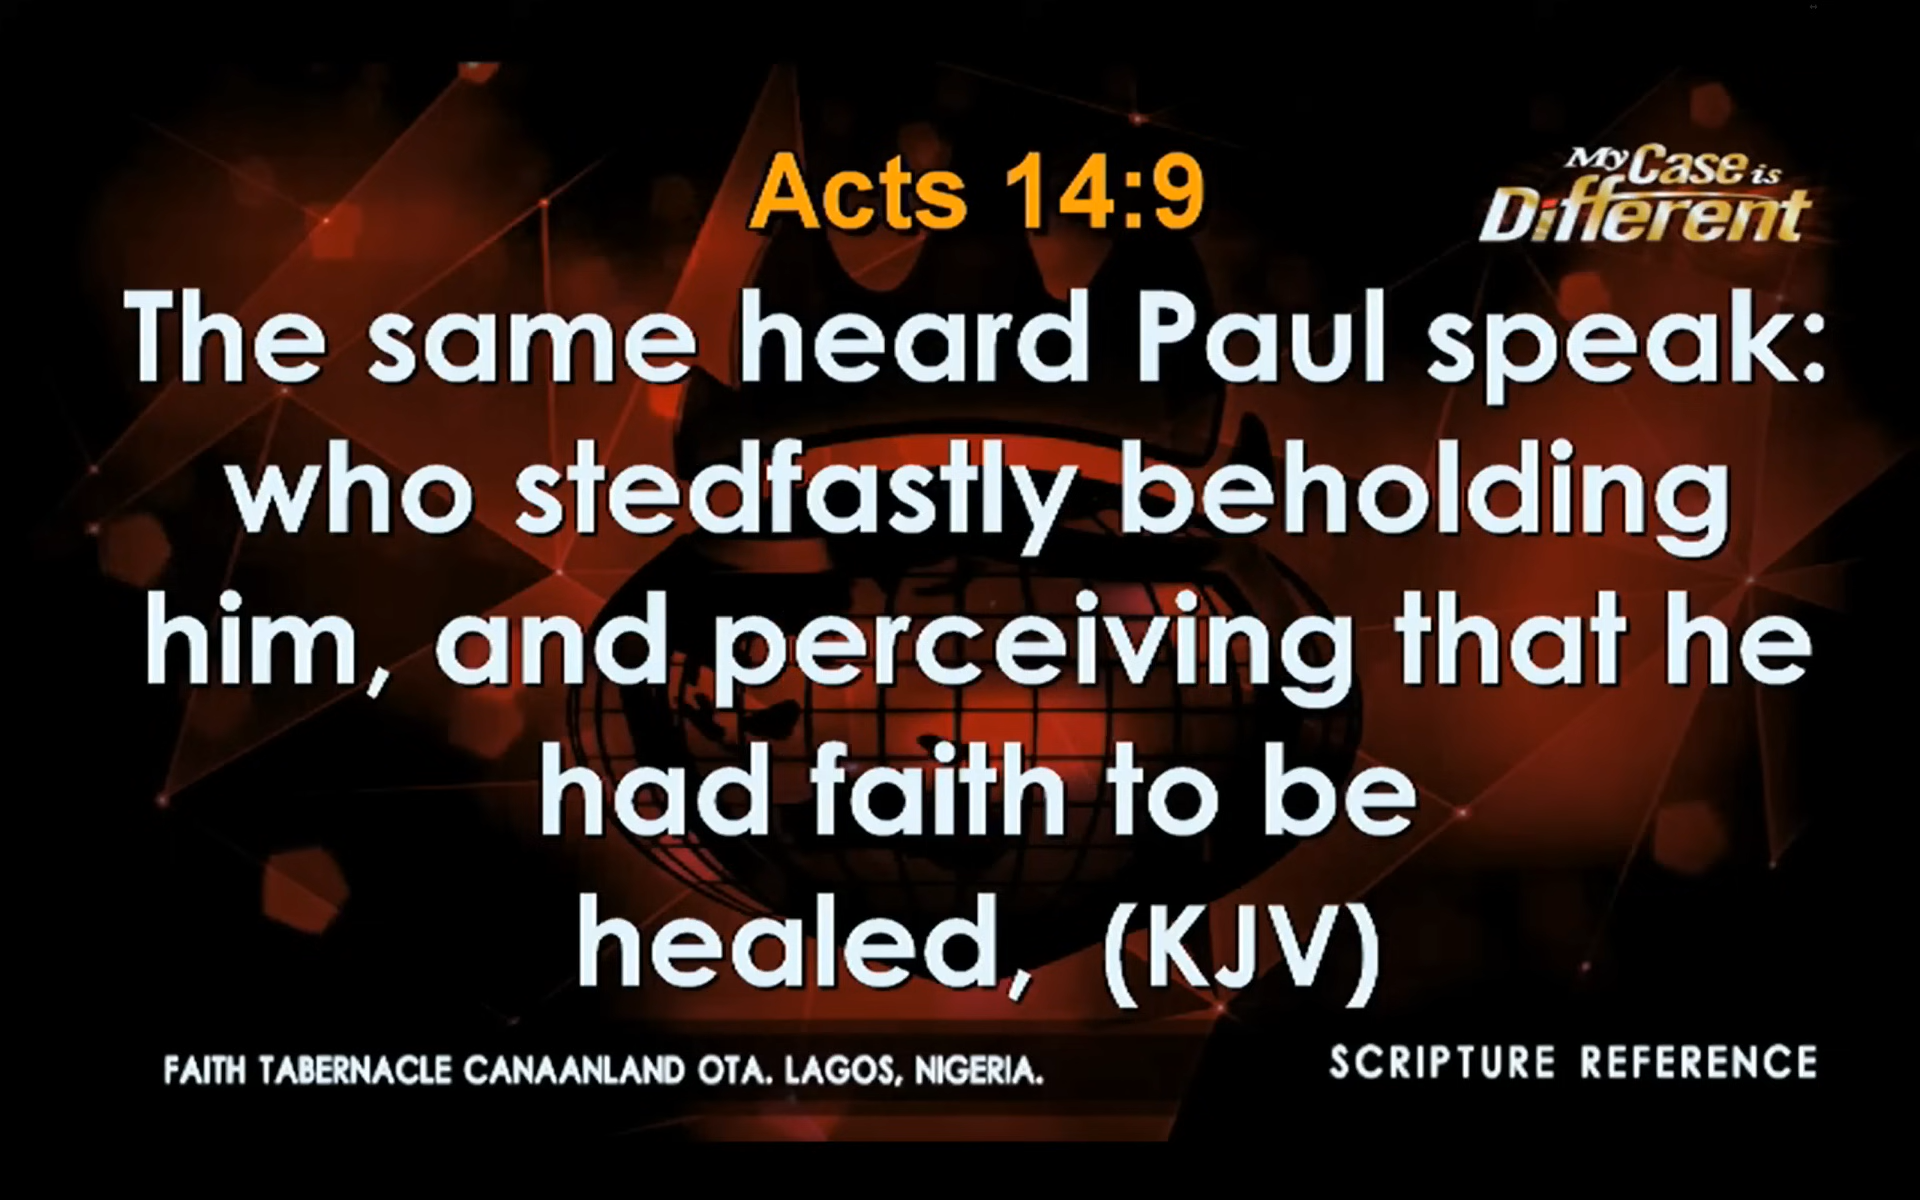 Acts 14:9
My Case is
Different
The same heard Paul speak:
who stedfastly beholding
him, and perceiving that he
had faith to be
healed, (KJV)
FAITH TABERNACLE CANAANLAND OTA. LAGOS, NIGERIA.
SCRIPTURE REFERENCE